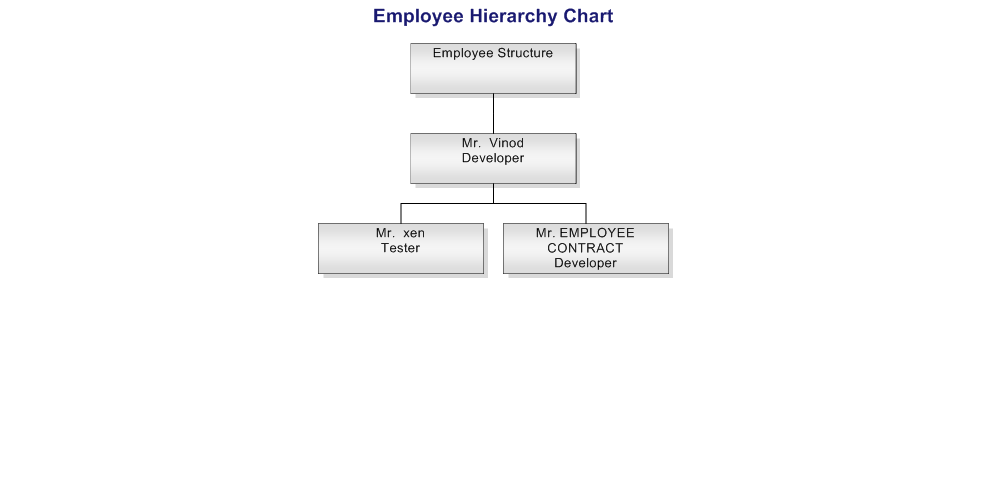 Employee Hierarchy Chart
Employee Structure
Mr.  Vinod
Developer
Mr.  xen
Tester
Mr. EMPLOYEE
CONTRACT
Developer